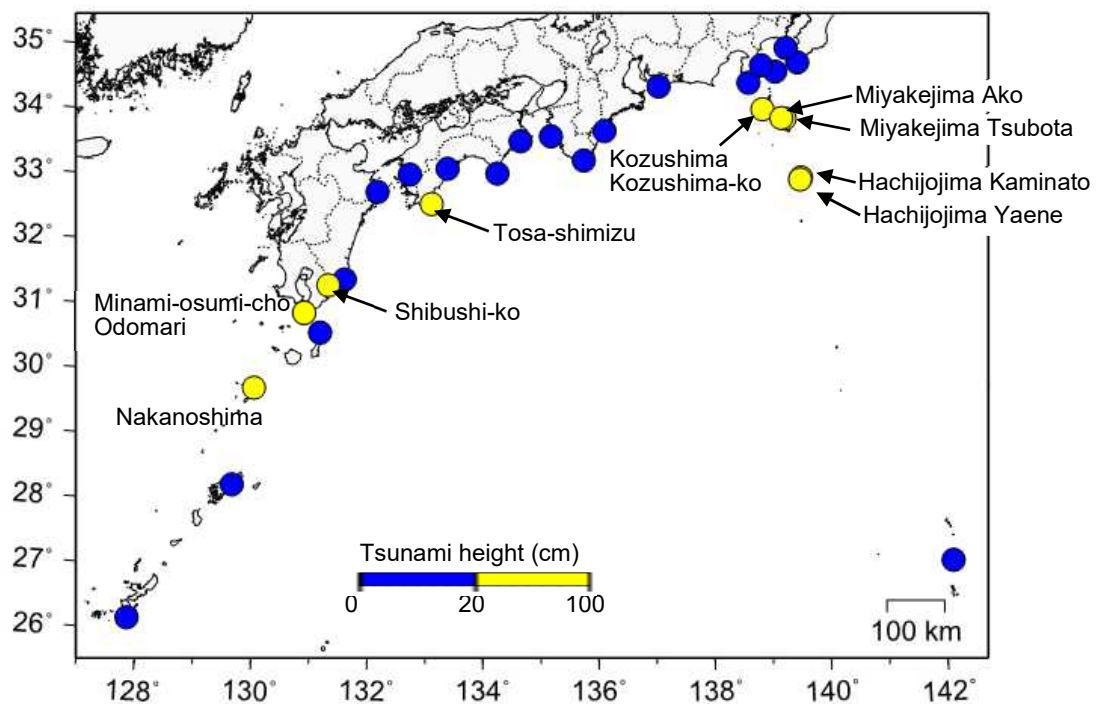 35°
34°
33°
32°
31°
30°
29°
28°
27°
26°
Miyakejima Ako
Miyakejima Tsubota
Kozushima
Kozushima-ko
Hachijojima Kaminato
Hachijojima Yaene
Tosa-shimizu
Minami-osumi-cho
Odomari
Shibushi-ko
Nakanoshima
Tsunami height (cm)
0 20 100
100 km
128° 130° 132° 134° 136° 138° 140° 142°